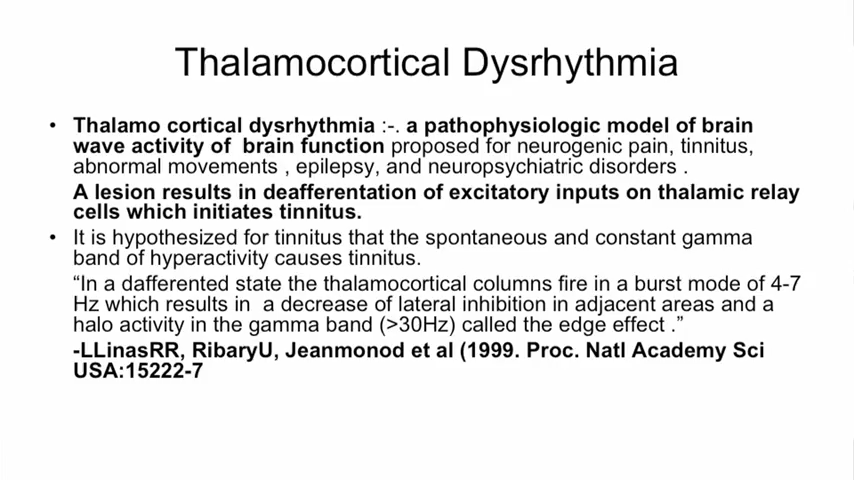 Thalamocortical Dysrhythmia
• Thalamo cortical dysrhythmia :-. a pathophysiologic model of brain
wave activity of brain function proposed for neurogenic pain, tinnitus,
abnormal movements , epilepsy, and neuropsychiatric disorders .
A lesion results in deafferentation of excitatory inputs on thalamic relay
cells which initiates tinnitus.
• It is hypothesized for tinnitus that the spontaneous and constant gamma
band of hyperactivity causes tinnitus.
“In a dafferented state the thalamocortical columns fire in a burst mode of 4-7
Hz which results in a decrease of lateral inhibition in adjacent areas and a
halo activity in the gamma band (>30Hz) called the edge effect .”
-LLinasRR, RibaryU, Jeanmonod et al (1999. Proc. Natl Academy Sci
USA:15222-7